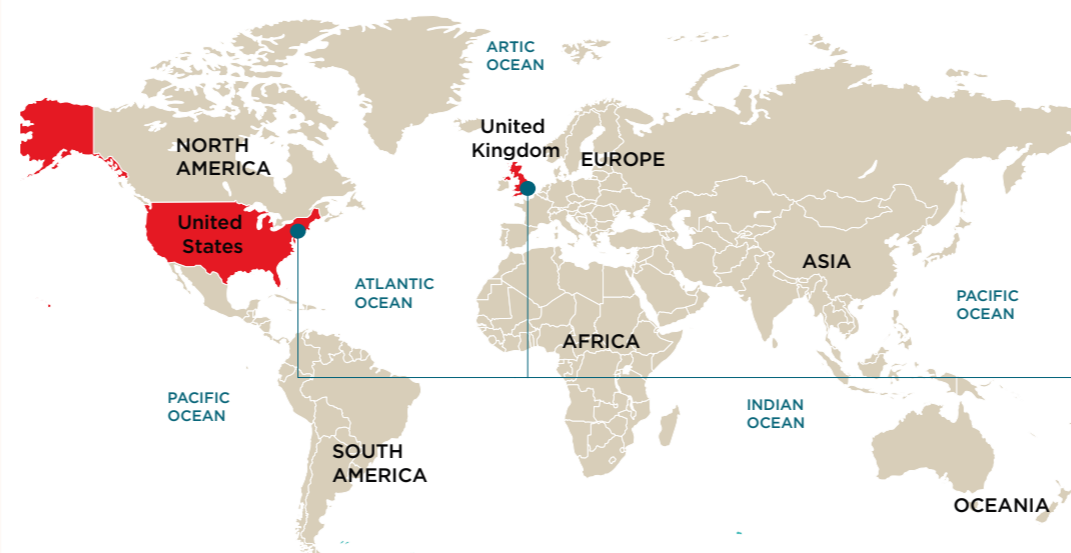 ARTIC
OCEAN
United
Kingdom
EUROPE
NORTH
AMERICA
United
States
ASIA
ATLANTIC
OCEAN
PACIFIC
OCEAN
AFRICA
PACIFIC
OCEAN
INDIAN
OCEAN
SOUTH
AMERICA
OCEANIA